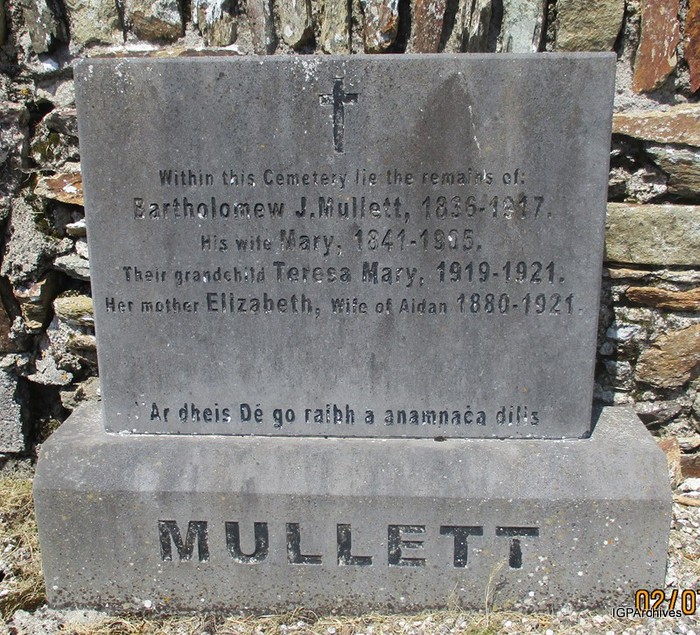 Within this Cemetery lie the remains of:
Bartholomew J. Mullett, 1836-1917.
His wife Mary, 1841-1905.
Their grandchild Teresa Mary, 1919-1921.
Her mother Elizabeth, Wife of Aidan 1880-1921.
Ar dheis Dé go raibh a anamnaċa dílis
MULLETT
02/0
IGPArchives